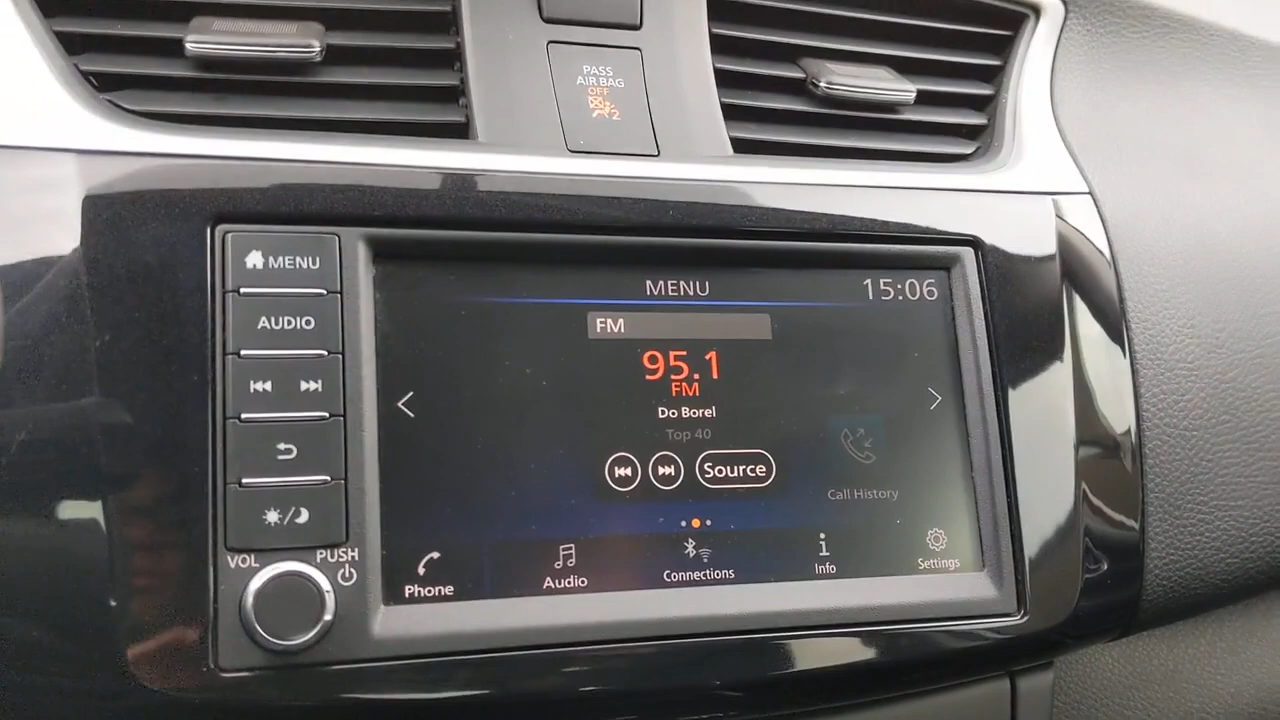 PASS
AIR BAG
OFF
2
MENU
AUDIO
VOL
PUSH
MENU
15:06
FM
95.1
FM
Do Borel
Top 40
Source
Call History
Phone
Audio
Connections
Info
Settings